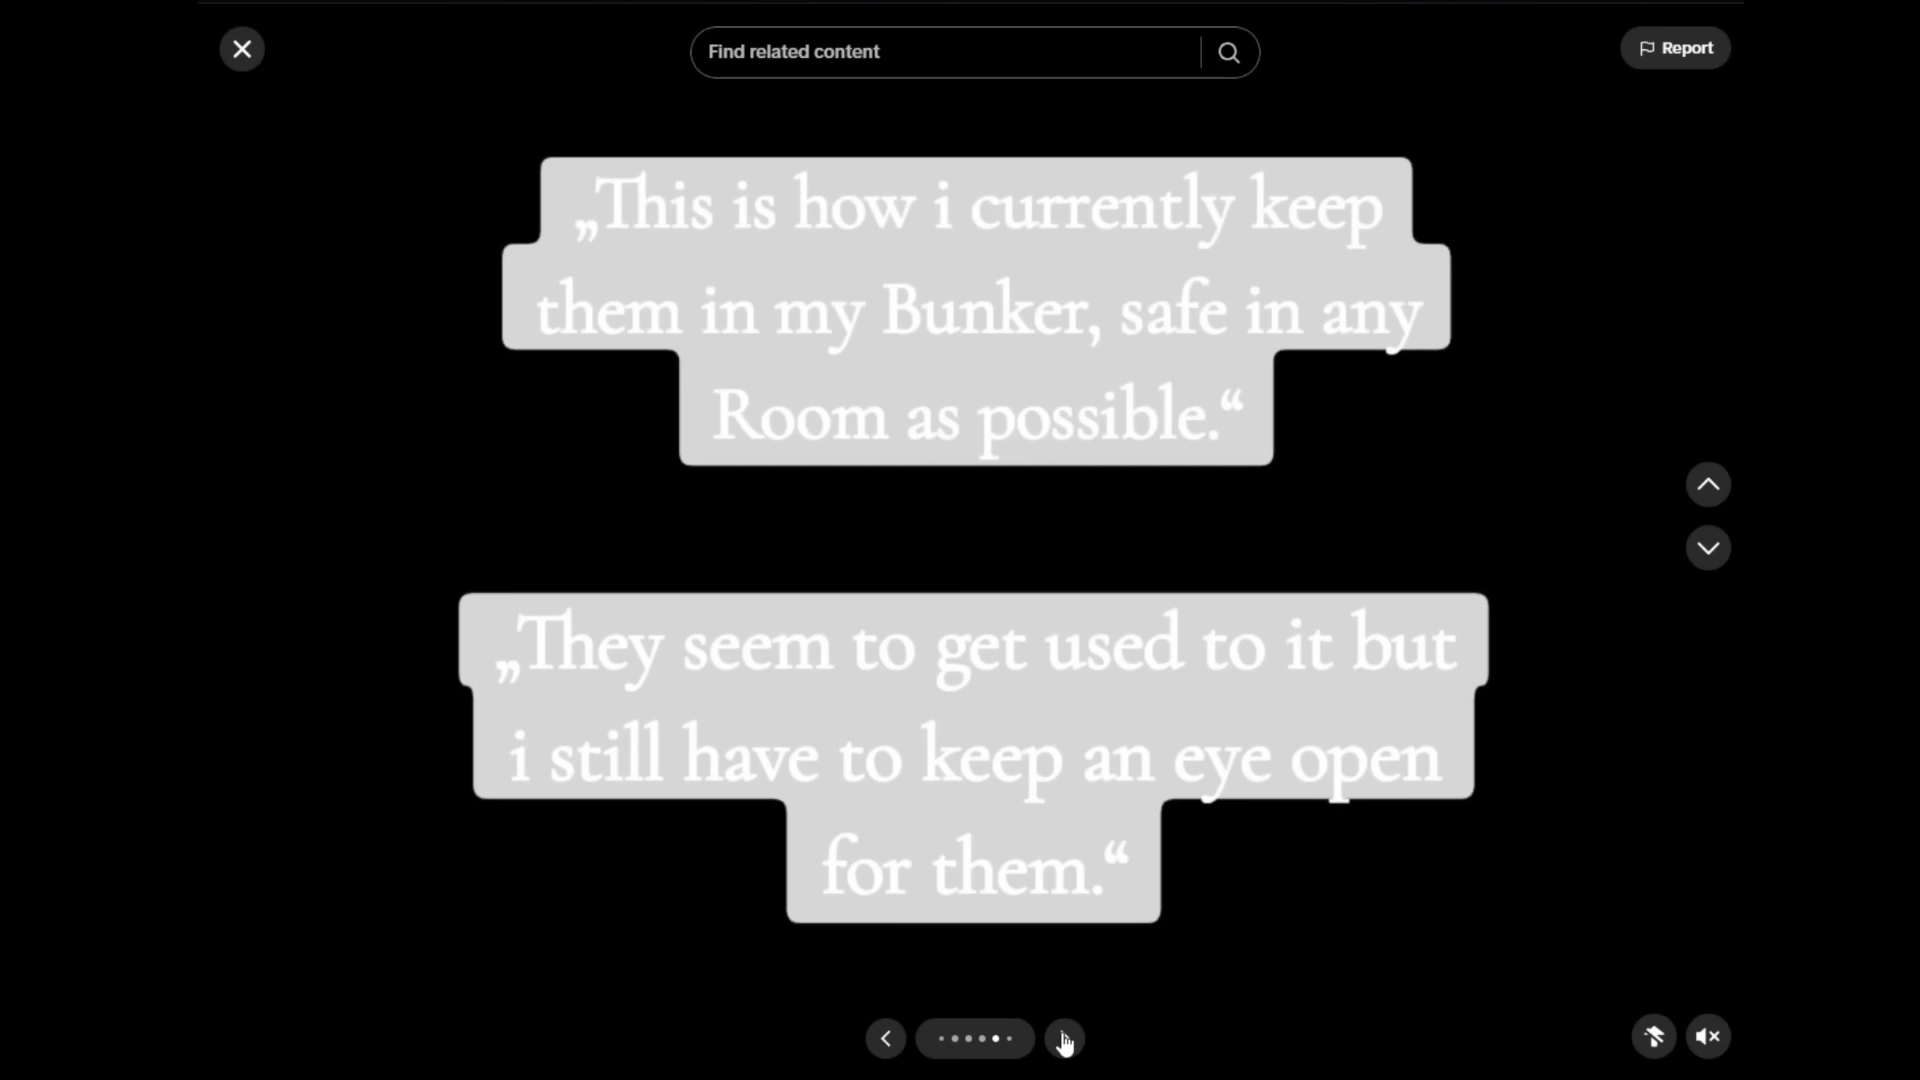 Find related content
Report
„This is how i currently keep
them in my Bunker, safe in any
Room as possible.“
„They seem to get used to it but
i still have to keep an eye open
for them.“